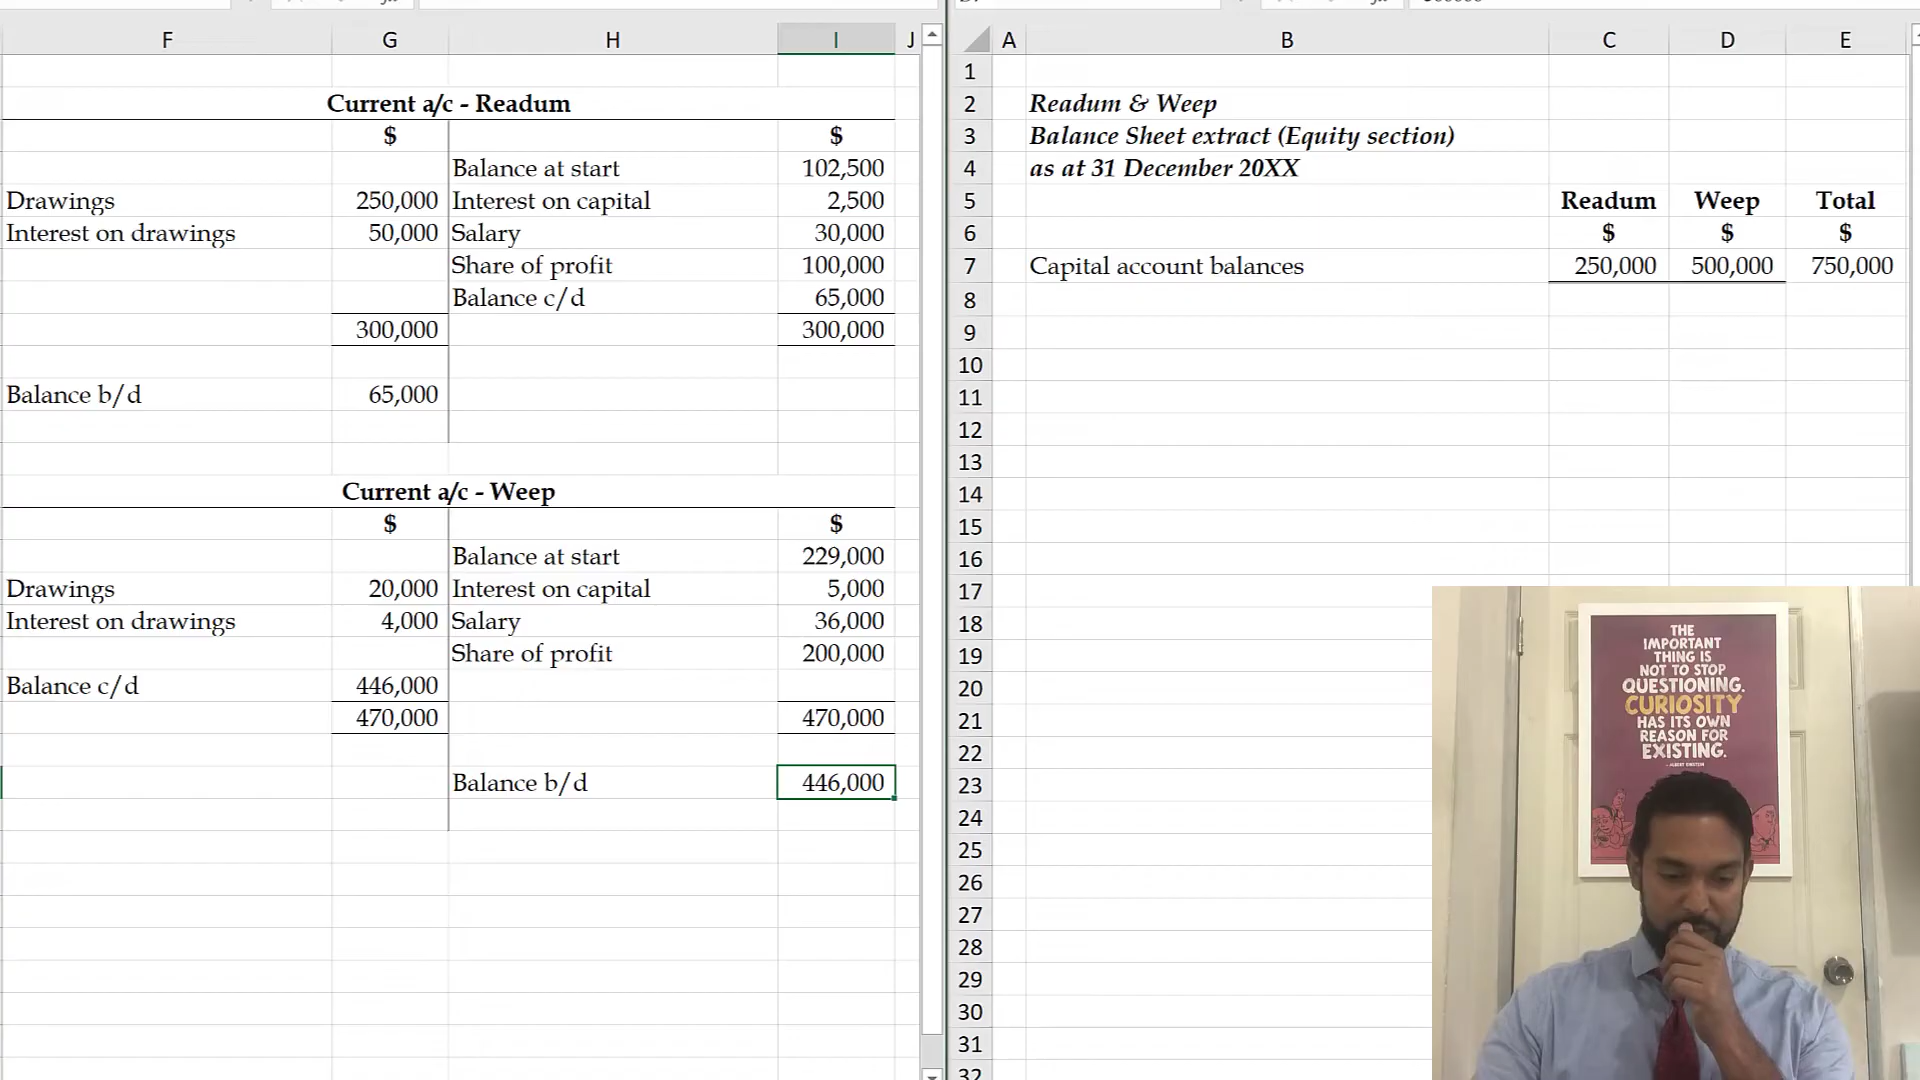 F G H I J
Current a/c - Readum
$ $
Balance at start 102,500
Drawings 250,000 Interest on capital 2,500
Interest on drawings 50,000 Salary 30,000
Share of profit 100,000
Balance c/d 65,000
300,000 300,000
Balance b/d 65,000
Current a/c - Weep
$ $
Balance at start 229,000
Drawings 20,000 Interest on capital 5,000
Interest on drawings 4,000 Salary 36,000
Share of profit 200,000
Balance c/d 446,000
470,000 470,000
Balance b/d 446,000
A B C D E
1
2 Readum & Weep
3 Balance Sheet extract (Equity section)
4 as at 31 December 20XX
5 Readum Weep Total
6 $ $ $
7 Capital account balances 250,000 500,000 750,000
8
9
10
11
12
13
14
15
16
17
18
19
20
21
22
23
24
25
26
27
28
29
30
31
32
THE
IMPORTANT
THING IS
NOT TO STOP
QUESTIONING.
CURIOSITY
HAS ITS OWN
REASON FOR
EXISTING.
- ALBERT EINSTEIN